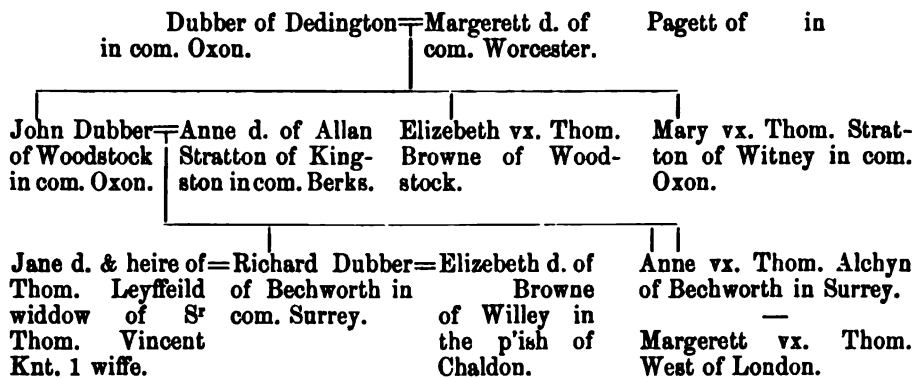 Dubber of Dedington=Margerett d. of Pagett of in
in com. Oxon. com. Worcester.
John Dubber=Anne d. of Allan
of Woodstock Stratton of King-
in com. Oxon. ston in com. Berks.
Elizebeth vx. Thom.
Browne of Wood-
stock.
Mary vx. Thom. Strat-
ton of Witney in com.
Oxon.
Jane d. & heire of=
Thom. Leyffeild
widdow of Sr
Thom. Vincent
Knt. 1 wiffe.
Richard Dubber=
of Bechworth in
com. Surrey.
Elizebeth d. of
Browne
of Willey in
the p'ish of
Chaldon.
Anne vx. Thom. Alchyn
of Bechworth in Surrey.
—
Margerett vx. Thom.
West of London.